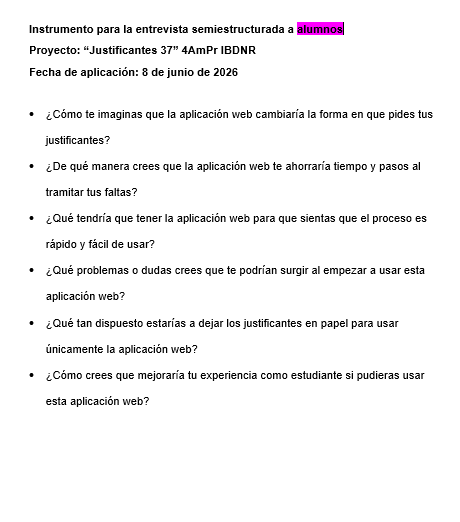 Instrumento para la entrevista semiestructurada a alumnos
Proyecto: “Justificantes 37” 4AmPr IBDNR
Fecha de aplicación: 8 de junio de 2026
• ¿Cómo te imaginas que la aplicación web cambiaría la forma en que pides tus
justificantes?
• ¿De qué manera crees que la aplicación web te ahorraría tiempo y pasos al
tramitar tus faltas?
• ¿Qué tendría que tener la aplicación web para que sientas que el proceso es
rápido y fácil de usar?
• ¿Qué problemas o dudas crees que te podrían surgir al empezar a usar esta
aplicación web?
• ¿Qué tan dispuesto estarías a dejar los justificantes en papel para usar
únicamente la aplicación web?
• ¿Cómo crees que mejoraría tu experiencia como estudiante si pudieras usar
esta aplicación web?